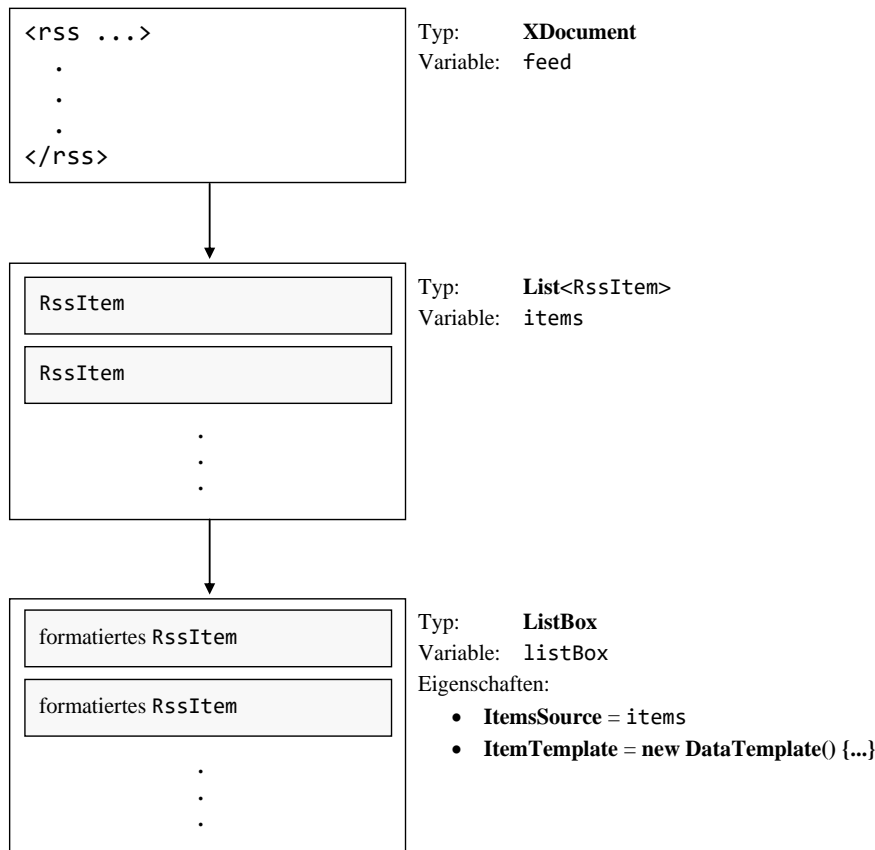 <rss ...>
.
.
.
</rss>
Typ: XDocument
Variable: feed
RssItem
RssItem
.
.
.
Typ: List<RssItem>
Variable: items
formatiertes RssItem
formatiertes RssItem
.
.
.
Typ: ListBox
Variable: listBox
Eigenschaften:
• ItemsSource = items
• ItemTemplate = new DataTemplate() {...}